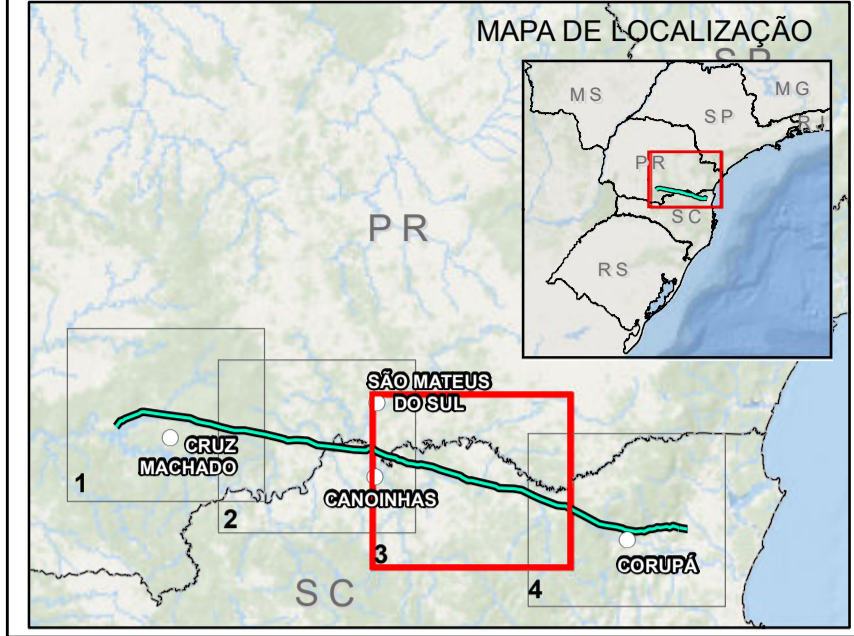 MAPA DE LOCALIZAÇÃO
S P
M S
M G
S P
R J
P R
S C
R S
P R
SÃO MATEUS
DO SUL
CRUZ
MACHADO
1
2
CANOINHAS
3
CORUPÁ
4
S C